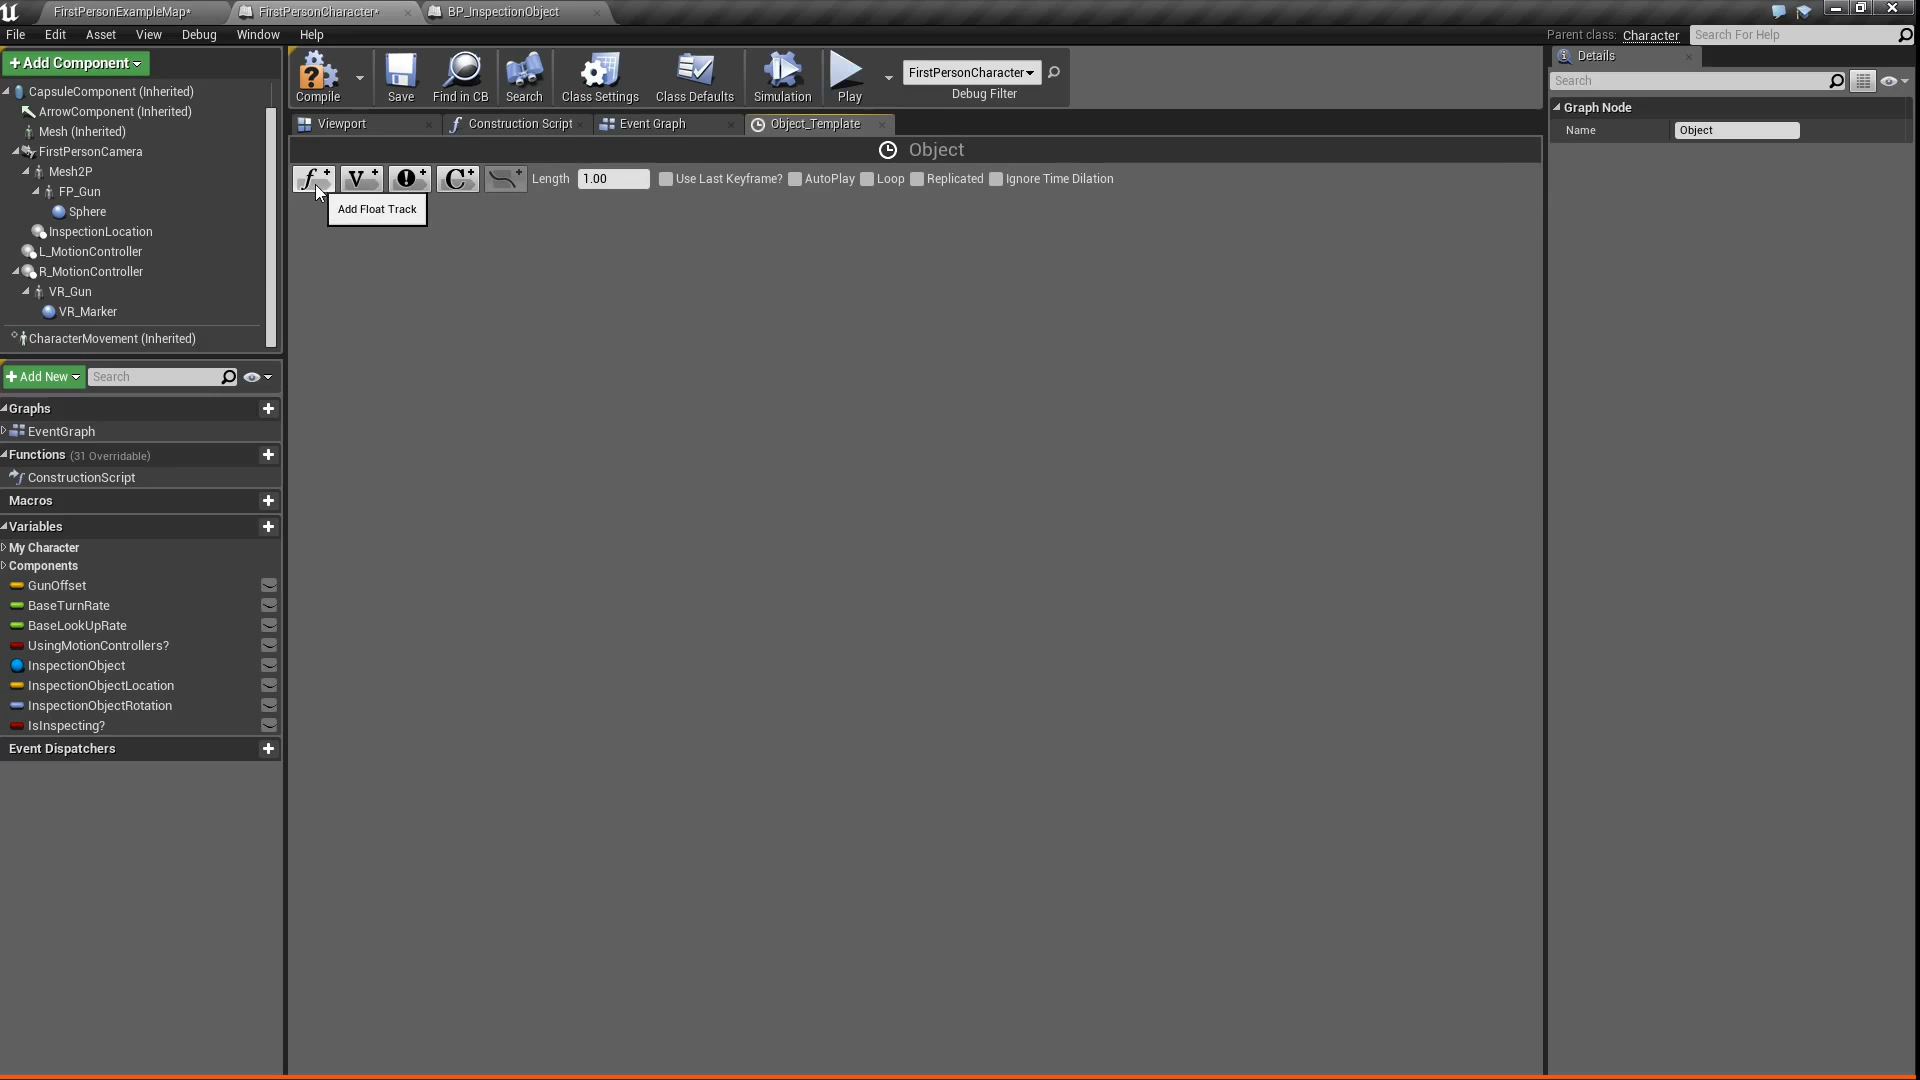 FirstPersonExampleMap*
FirstPersonCharacter*
BP_InspectionObject
File Edit Asset View Debug Window Help
Parent class: Character
Search For Help
+Add Component
CapsuleComponent (Inherited)
ArrowComponent (Inherited)
Mesh (Inherited)
FirstPersonCamera
Mesh2P
FP_Gun
Sphere
InspectionLocation
L_MotionController
R_MotionController
VR_Gun
VR_Marker
CharacterMovement (Inherited)
+Add New
Search
Graphs
EventGraph
Functions (31 Overridable)
ConstructionScript
Macros
Variables
My Character
Components
GunOffset
BaseTurnRate
BaseLookUpRate
UsingMotionControllers?
InspectionObject
InspectionObjectLocation
InspectionObjectRotation
IsInspecting?
Event Dispatchers
Compile
Save
Find in CB
Search
Class Settings
Class Defaults
Simulation
Play
FirstPersonCharacter
Debug Filter
Viewport
Construction Script
Event Graph
Object_Template
Object
f+ V+ !+ C+
Length 1.00 Use Last Keyframe? AutoPlay Loop Replicated Ignore Time Dilation
Add Float Track
Details
Search
Graph Node
Name Object